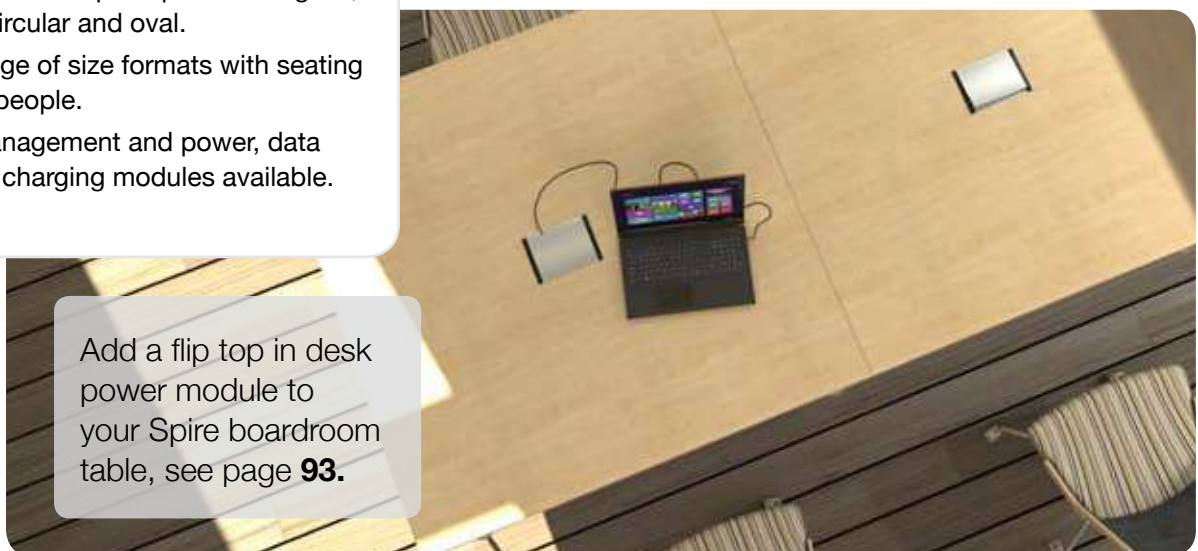 ircular and oval.
ge of size formats with seating
people.
nagement and power, data
charging modules available.
Add a flip top in desk
power module to
your Spire boardroom
table, see page 93.